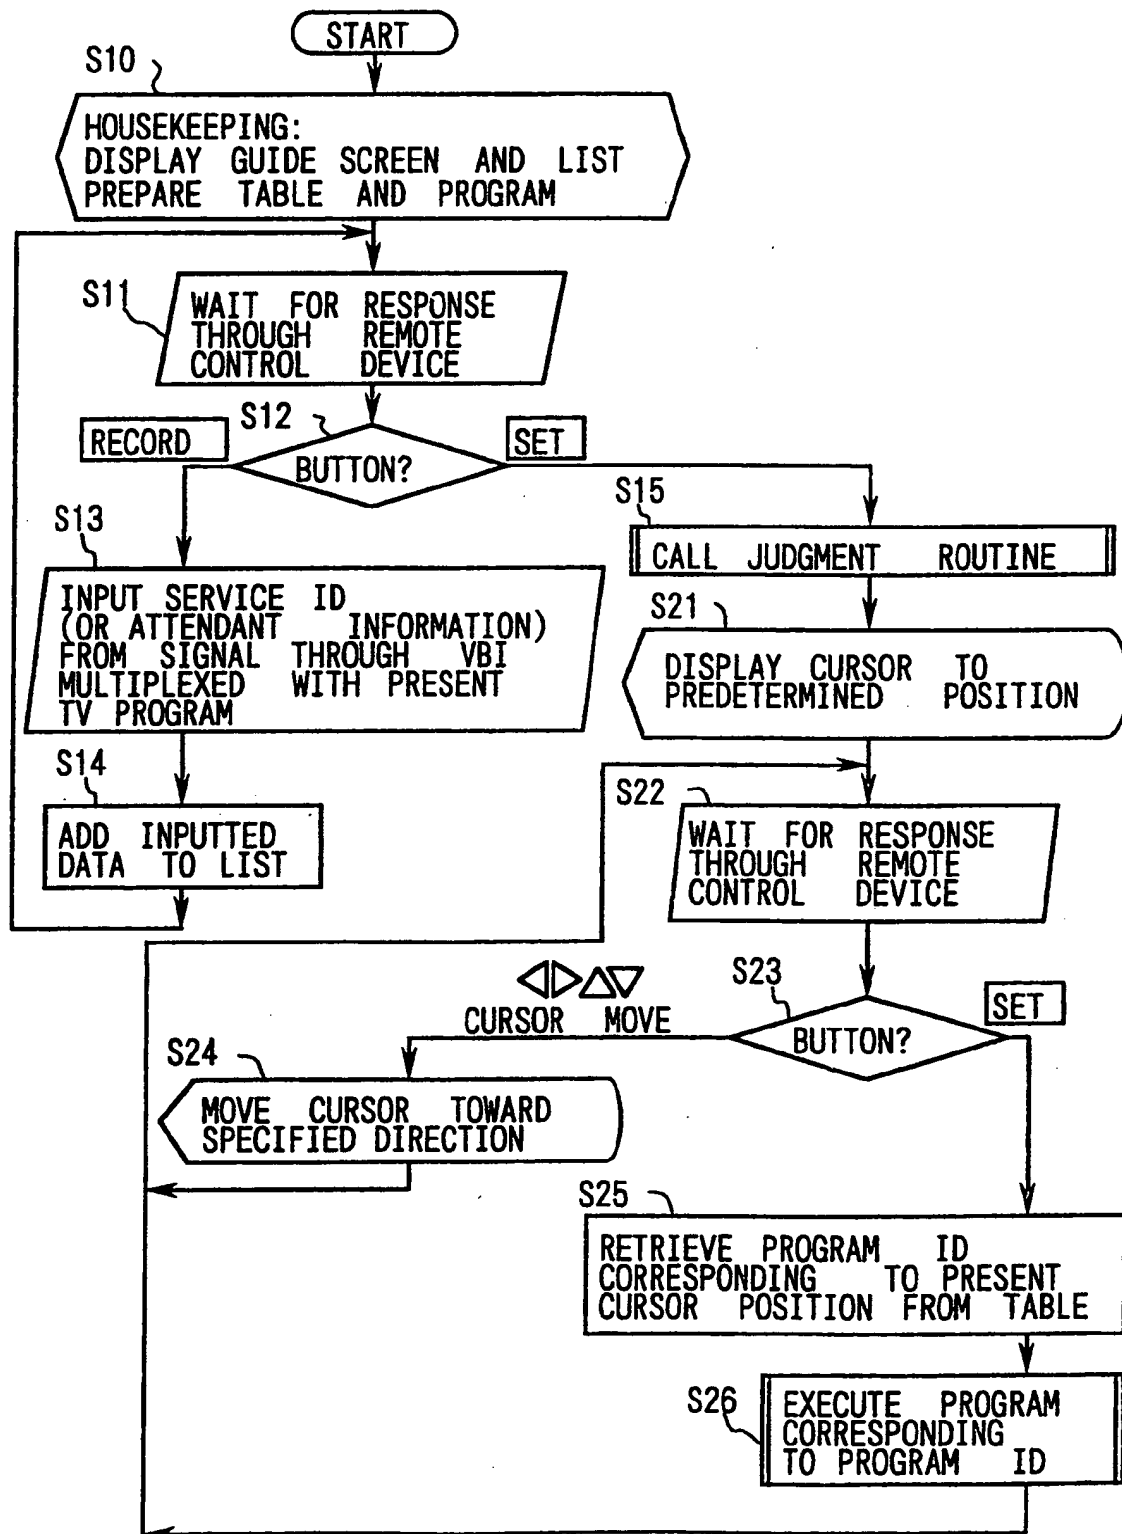 START
S10
HOUSEKEEPING:
DISPLAY GUIDE SCREEN AND LIST
PREPARE TABLE AND PROGRAM
S11
WAIT FOR RESPONSE
THROUGH REMOTE
CONTROL DEVICE
S12
RECORD
BUTTON?
SET
S13
INPUT SERVICE ID
(OR ATTENDANT INFORMATION)
FROM SIGNAL THROUGH VBI
MULTIPLEXED WITH PRESENT
TV PROGRAM
S14
ADD INPUTTED
DATA TO LIST
S15
CALL JUDGMENT ROUTINE
S21
DISPLAY CURSOR TO
PREDETERMINED POSITION
S22
WAIT FOR RESPONSE
THROUGH REMOTE
CONTROL DEVICE
S23
CURSOR MOVE
BUTTON?
SET
S24
MOVE CURSOR TOWARD
SPECIFIED DIRECTION
S25
RETRIEVE PROGRAM ID
CORRESPONDING TO PRESENT
CURSOR POSITION FROM TABLE
S26
EXECUTE PROGRAM
CORRESPONDING
TO PROGRAM ID